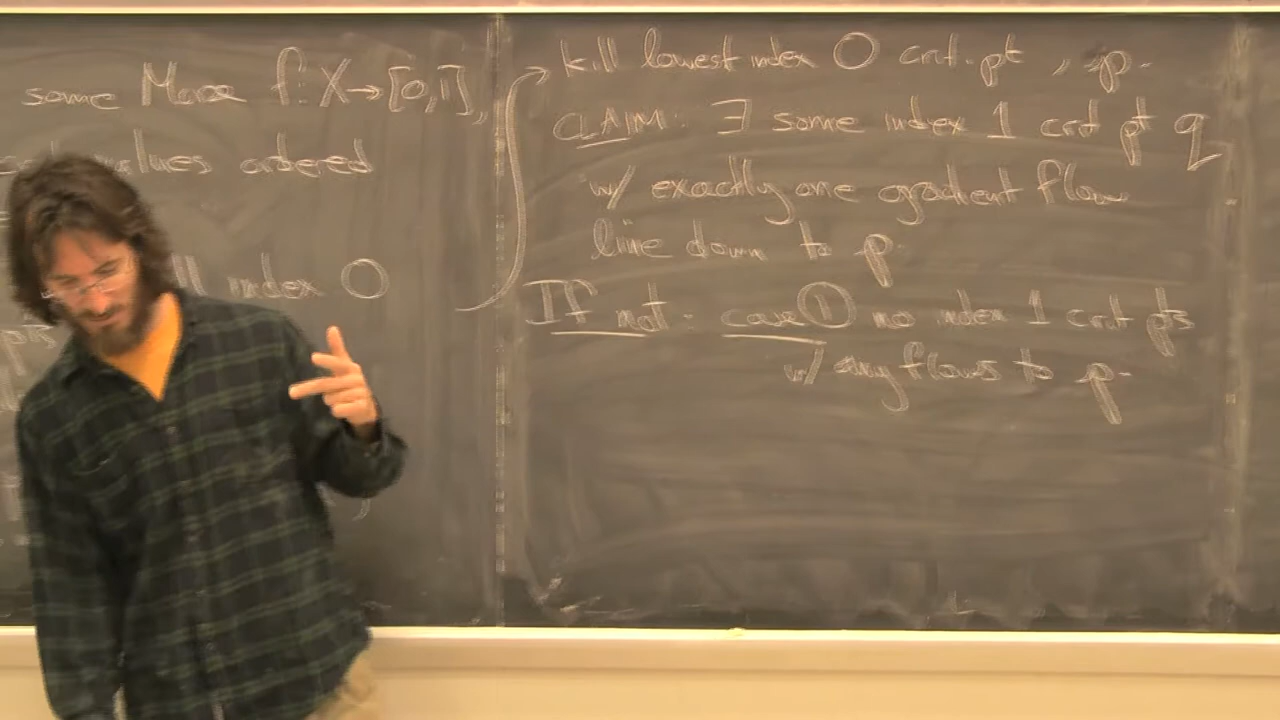 some Morse f: X→[0,1],
values ordered
index 0
pts
kill lowest index 0 crit. pt, p.
CLAIM: ∃ some index 1 crit pt q
w/ exactly one gradient flow
line down to p.
If not: case ① no index 1 crit pts
w/ any flows to p.